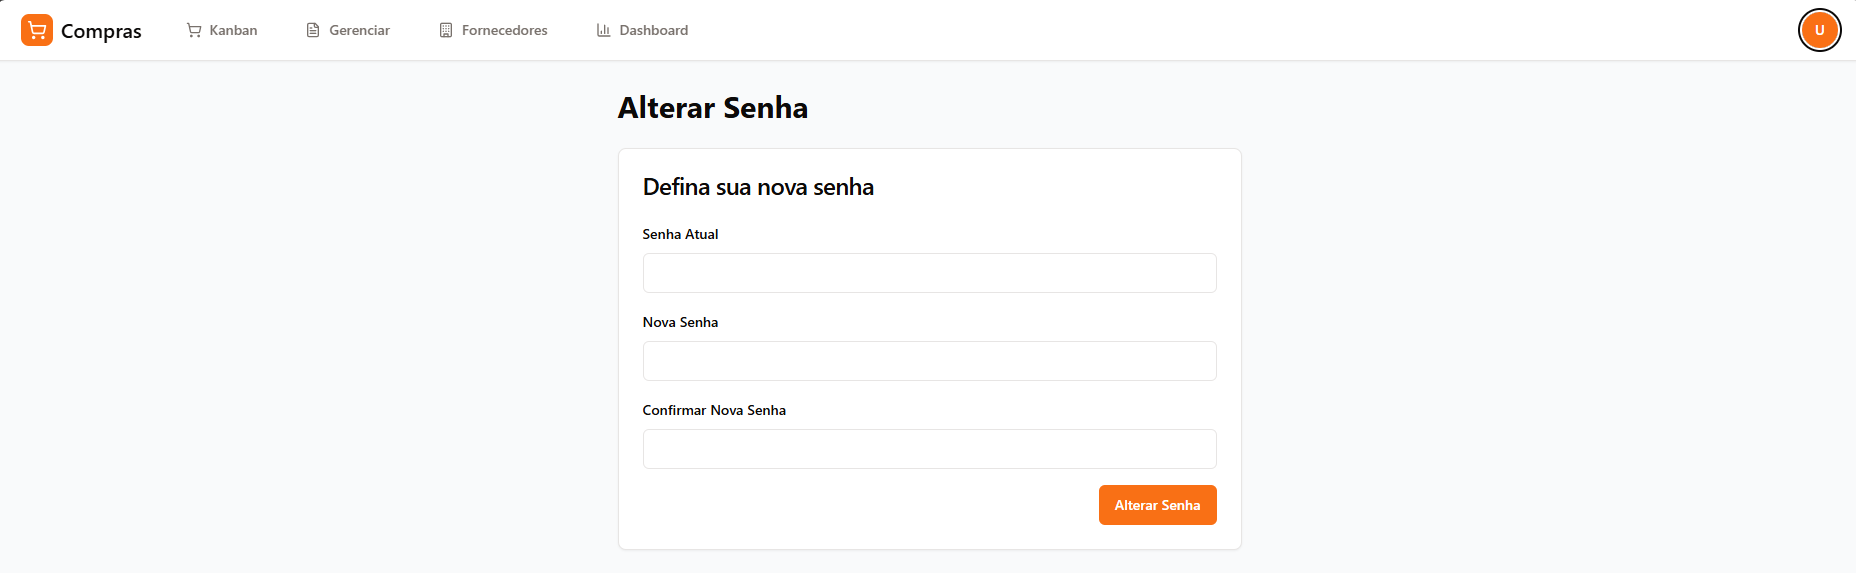 Compras Kanban Gerenciar Fornecedores Dashboard U
Alterar Senha
Defina sua nova senha
Senha Atual
Nova Senha
Confirmar Nova Senha
Alterar Senha